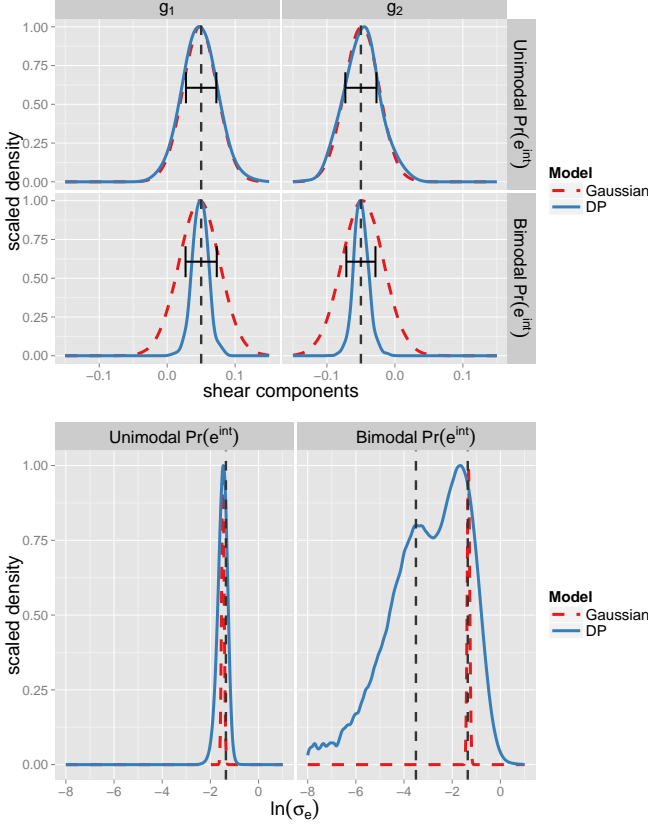 g₁ g₂
1.00
0.75
0.50
0.25
0.00
Unimodal Pr(e^int)
1.00
0.75
0.50
0.25
0.00
Bimodal Pr(e^int)
scaled density
−0.1 0.0 0.1 −0.1 0.0 0.1
shear components
Model
Gaussian
DP
Unimodal Pr(e^int) Bimodal Pr(e^int)
1.00
0.75
0.50
0.25
0.00
scaled density
−8 −6 −4 −2 0 −8 −6 −4 −2 0
ln(σₑ)
Model
Gaussian
DP